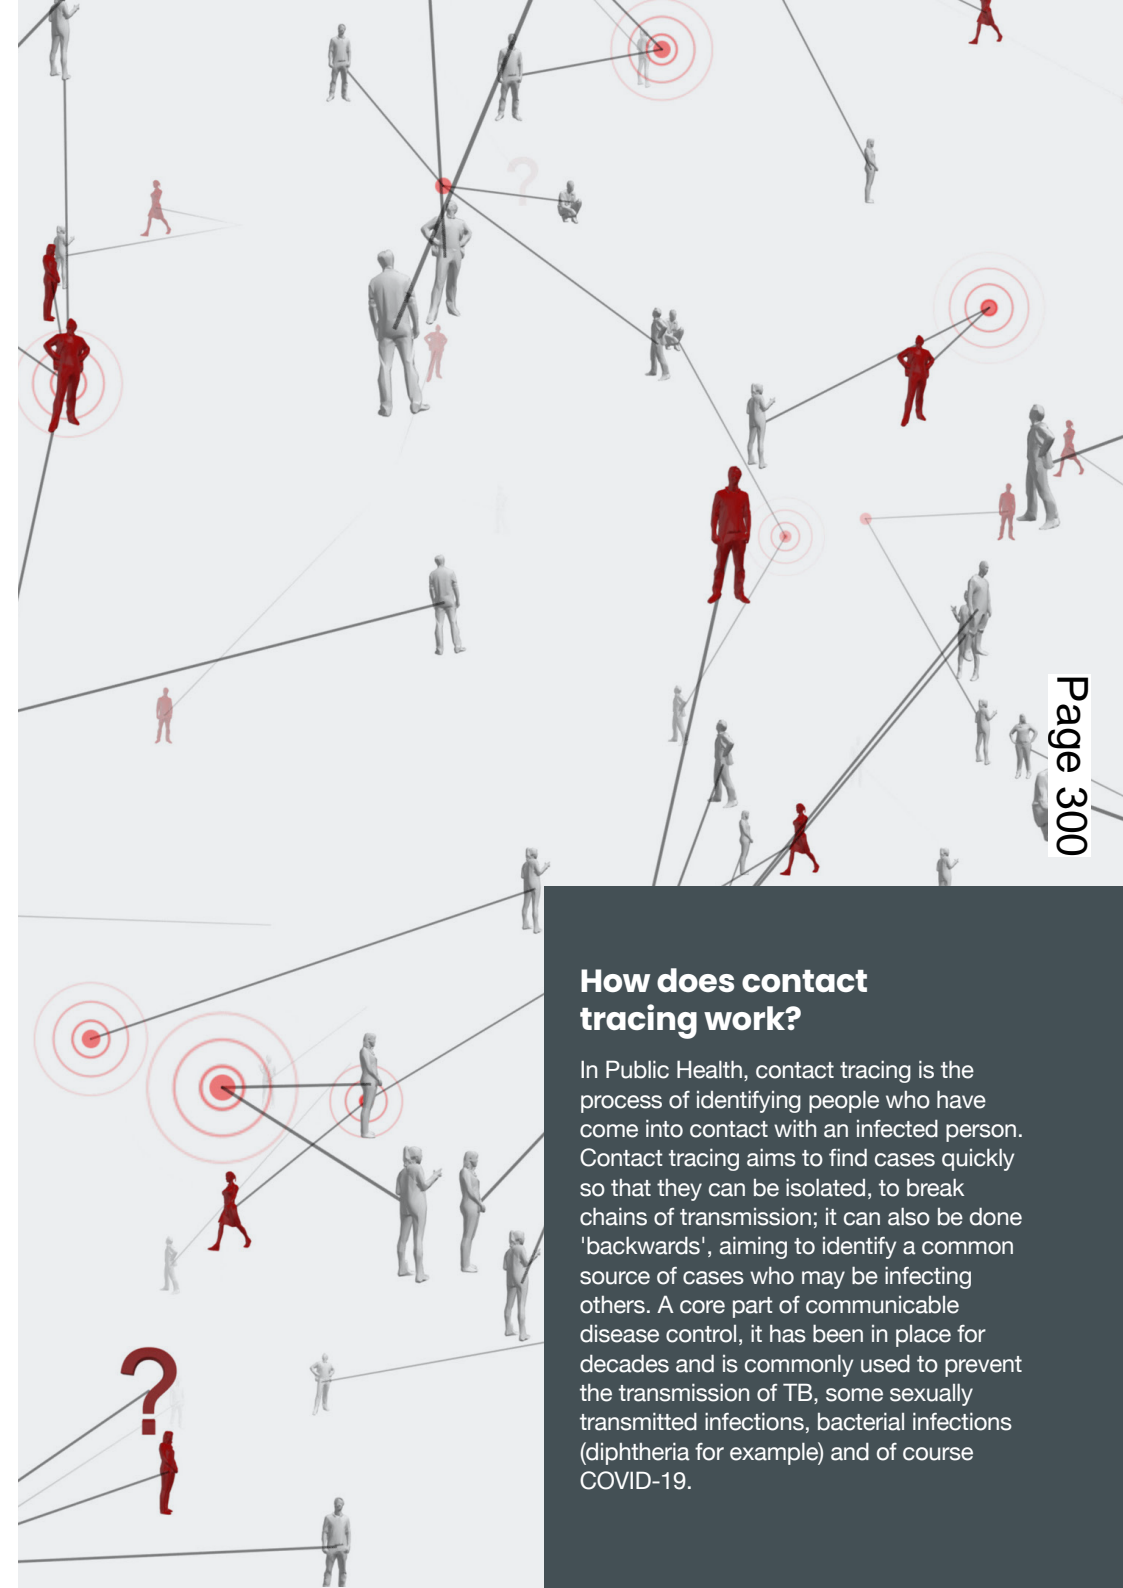 ?
Page 300
How does contact
tracing work?
In Public Health, contact tracing is the
process of identifying people who have
come into contact with an infected person.
Contact tracing aims to find cases quickly
so that they can be isolated, to break
chains of transmission; it can also be done
'backwards', aiming to identify a common
source of cases who may be infecting
others. A core part of communicable
disease control, it has been in place for
decades and is commonly used to prevent
the transmission of TB, some sexually
transmitted infections, bacterial infections
(diphtheria for example) and of course
COVID-19.
?